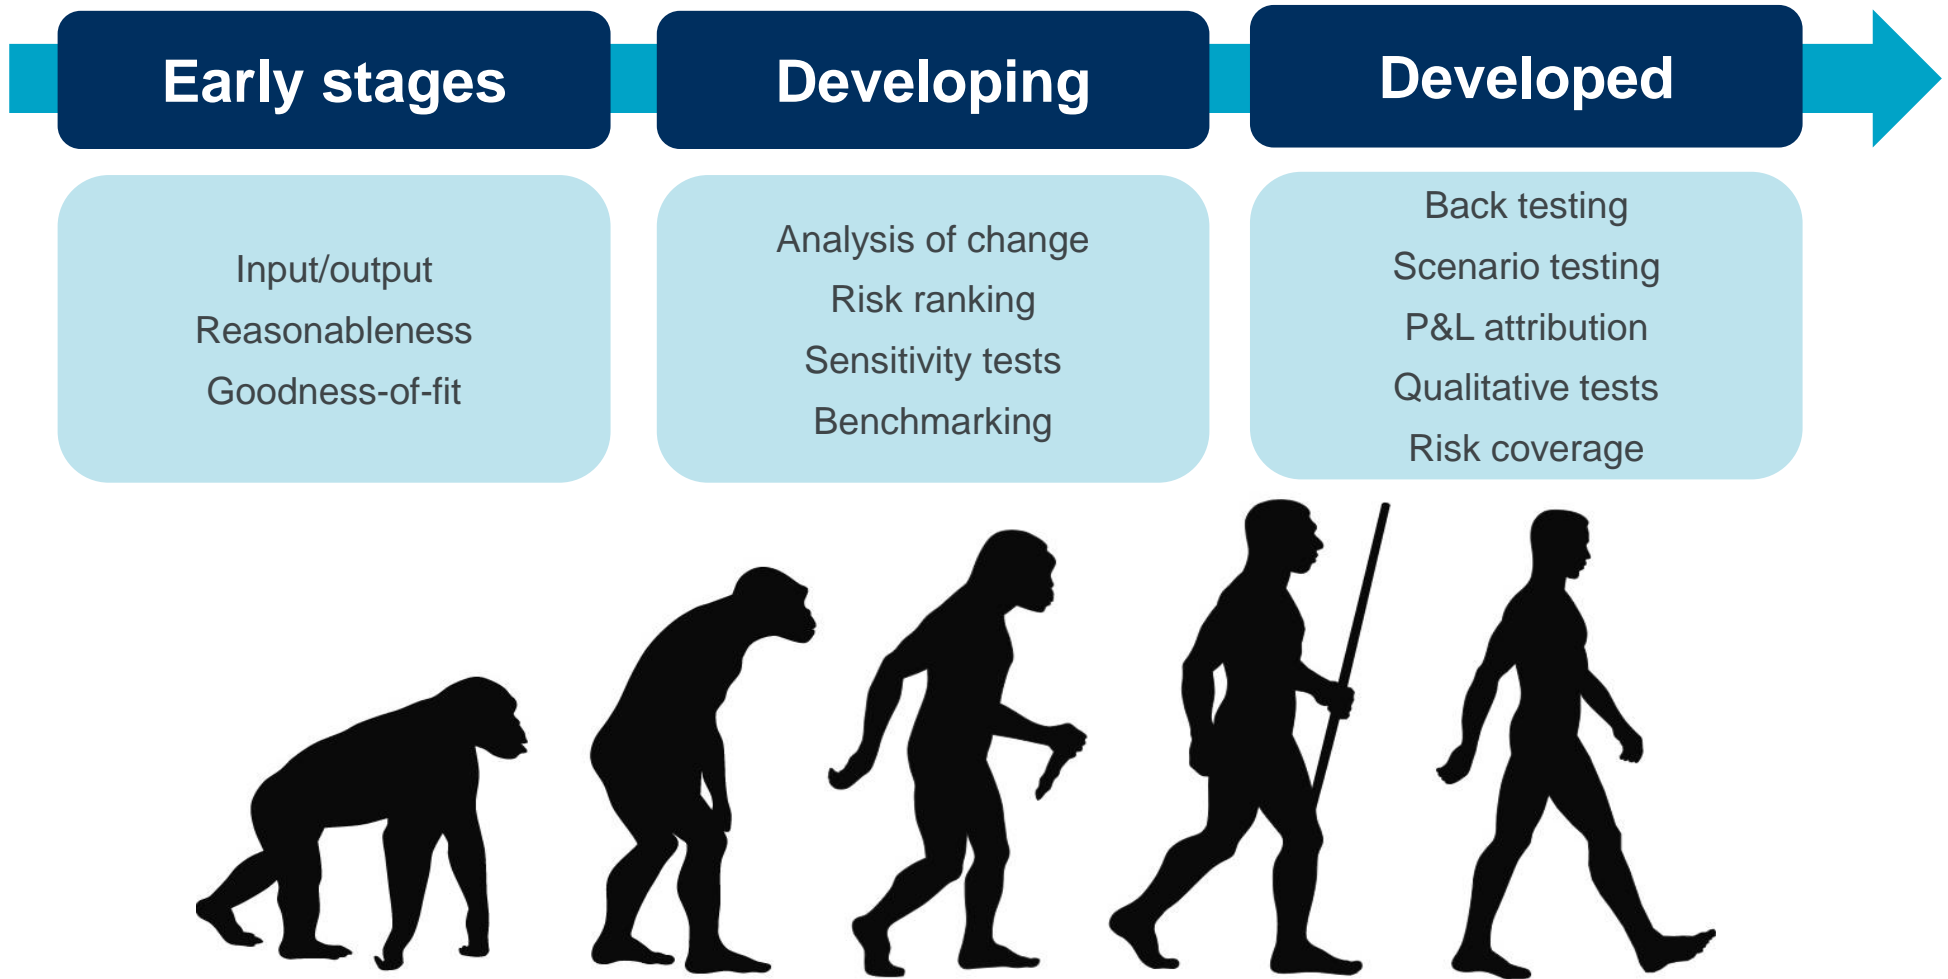 Early stages
Developing
Developed
Input/output
Reasonableness
Goodness-of-fit
Analysis of change
Risk ranking
Sensitivity tests
Benchmarking
Back testing
Scenario testing
P&L attribution
Qualitative tests
Risk coverage